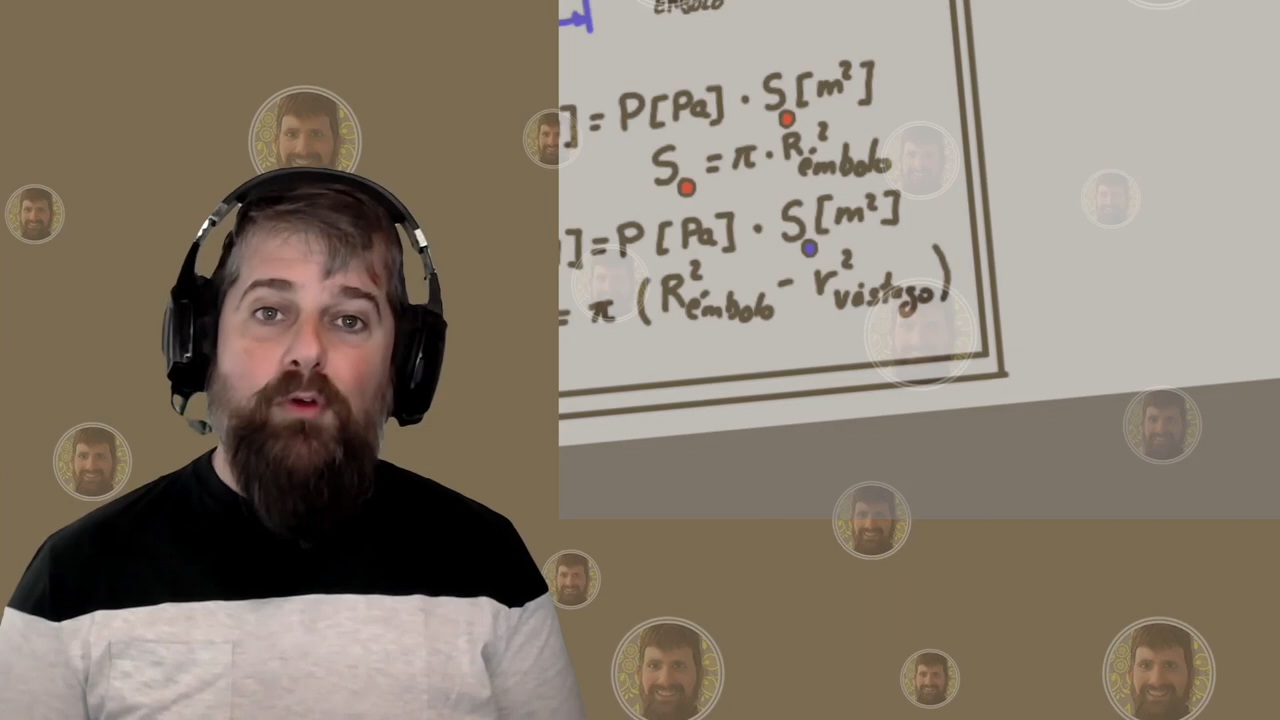 ÉMBOLO
] = P[Pa] · S[m²]
S = π · R²émbolo
] = P[Pa] · S[m²]
= π (R²émbolo - r²vástago)